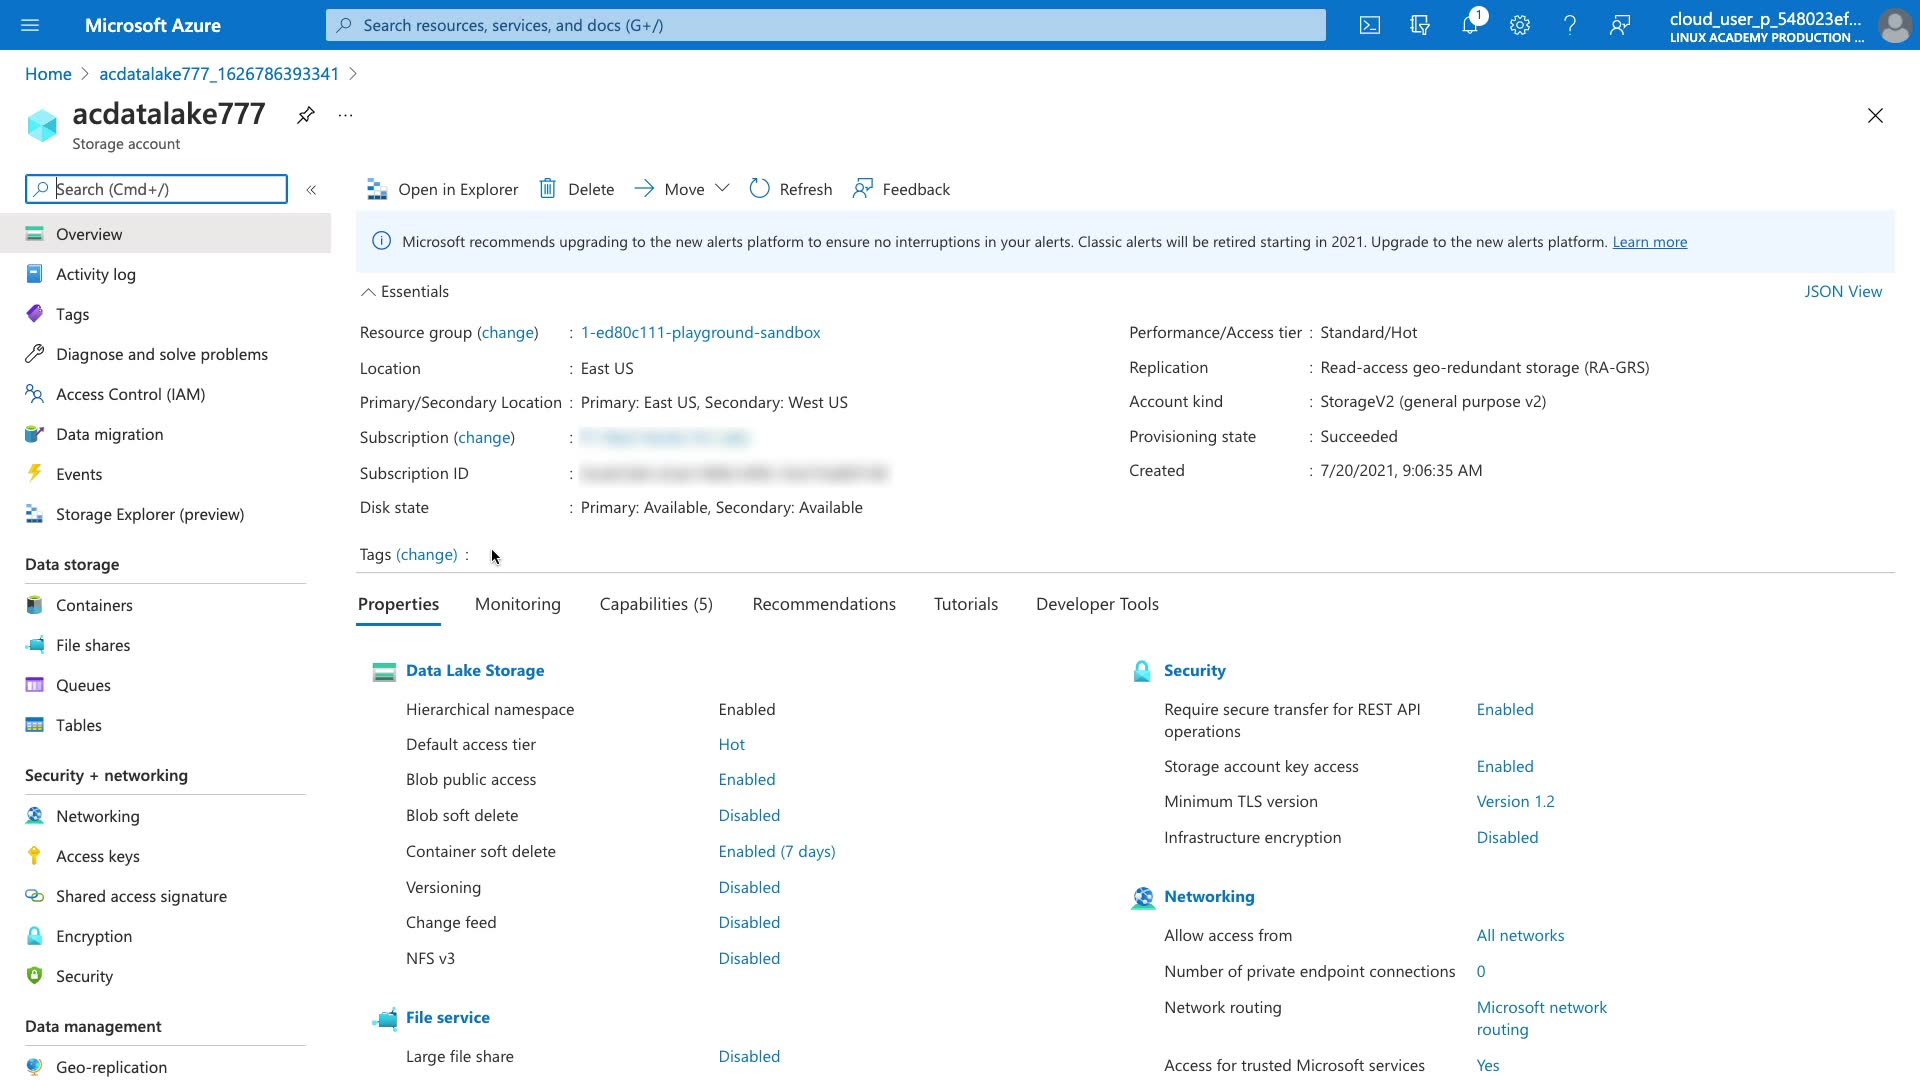 Microsoft Azure
Search resources, services, and docs (G+/)
1
cloud_user_p_548023ef...
LINUX ACADEMY PRODUCTION ...
Home > acdatalake777_1626786393341 >
acdatalake777
...
Storage account
Search (Cmd+/)
«
Overview
Activity log
Tags
Diagnose and solve problems
Access Control (IAM)
Data migration
Events
Storage Explorer (preview)
Data storage
Containers
File shares
Queues
Tables
Security + networking
Networking
Access keys
Shared access signature
Encryption
Security
Data management
Geo-replication
Open in Explorer
Delete
Move
Refresh
Feedback
Microsoft recommends upgrading to the new alerts platform to ensure no interruptions in your alerts. Classic alerts will be retired starting in 2021. Upgrade to the new alerts platform. Learn more
Essentials
JSON View
Resource group (change) : 1-ed80c111-playground-sandbox
Location : East US
Primary/Secondary Location : Primary: East US, Secondary: West US
Subscription (change) :
Subscription ID :
Disk state : Primary: Available, Secondary: Available
Performance/Access tier : Standard/Hot
Replication : Read-access geo-redundant storage (RA-GRS)
Account kind : StorageV2 (general purpose v2)
Provisioning state : Succeeded
Created : 7/20/2021, 9:06:35 AM
Tags (change) :
Properties
Monitoring
Capabilities (5)
Recommendations
Tutorials
Developer Tools
Data Lake Storage
Hierarchical namespace Enabled
Default access tier Hot
Blob public access Enabled
Blob soft delete Disabled
Container soft delete Enabled (7 days)
Versioning Disabled
Change feed Disabled
NFS v3 Disabled
File service
Large file share Disabled
Security
Require secure transfer for REST API Enabled
operations
Storage account key access Enabled
Minimum TLS version Version 1.2
Infrastructure encryption Disabled
Networking
Allow access from All networks
Number of private endpoint connections 0
Network routing Microsoft network
routing
Access for trusted Microsoft services Yes